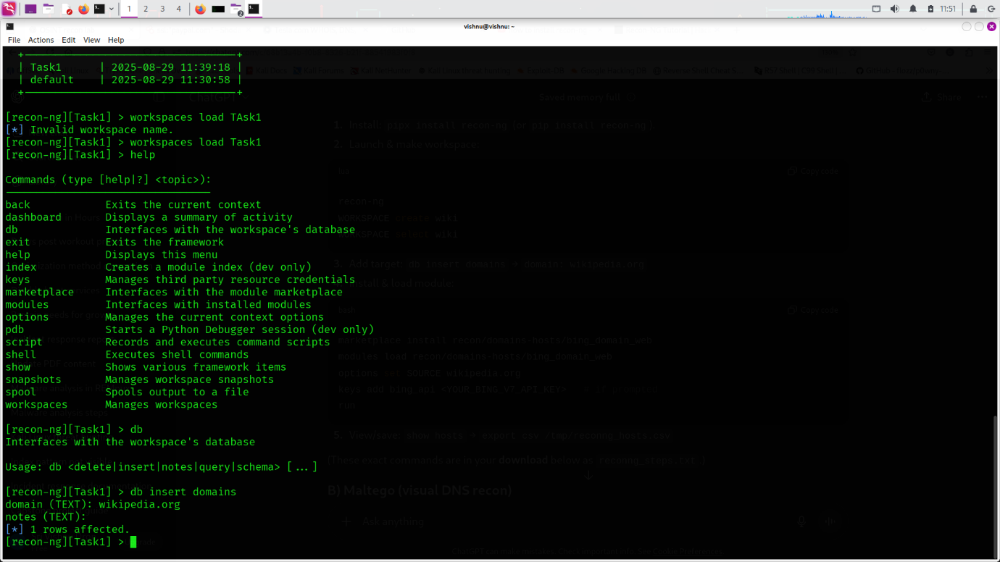 1 2 3 4 2 11:51
vishnu@vishnu: ~
File Actions Edit View Help
| Task1 | 2025-08-29 11:39:18 |
| default | 2025-08-29 11:30:58 |
ChatGPT Saved memory full Share
[recon-ng][Task1] > workspaces load TAsk1
[*] Invalid workspace name.
[recon-ng][Task1] > workspaces load Task1
[recon-ng][Task1] > help
1. Install: pipx install recon-ng (or pip install recon-ng).
2. Launch & make workspace:
lua Copy code
recon-ng
WORKSPACE create wiki
WORKSPACE select wiki
3. Add target: db insert domains → domain: wikipedia.org
install & load module:
bash Copy code
marketplace install recon/domains-hosts/bing_domain_web
modules load recon/domains-hosts/bing_domain_web
options set SOURCE wikipedia.org
keys add bing_api <YOUR_BING_V7_API_KEY>
run
5. View/save: show hosts → export csv /tmp/reconng_hosts.csv
(These exact commands are in your download below as reconng_steps.txt.)
B) Maltego (visual DNS recon)
Ask anything
ChatGPT can make mistakes. Check important info. See Cookie Preferences.
Commands (type [help|?] <topic>):
back Exits the current context
dashboard Displays a summary of activity
db Interfaces with the workspace's database
exit Exits the framework
help Displays this menu
index Creates a module index (dev only)
keys Manages third party resource credentials
marketplace Interfaces with the module marketplace
modules Interfaces with installed modules
options Manages the current context options
pdb Starts a Python Debugger session (dev only)
script Records and executes command scripts
shell Executes shell commands
show Shows various framework items
snapshots Manages workspace snapshots
spool Spools output to a file
workspaces Manages workspaces
[recon-ng][Task1] > db
Interfaces with the workspace's database
Usage: db <delete|insert|notes|query|schema> [...]
[recon-ng][Task1] > db insert domains
domain (TEXT): wikipedia.org
notes (TEXT):
[*] 1 rows affected.
[recon-ng][Task1] >